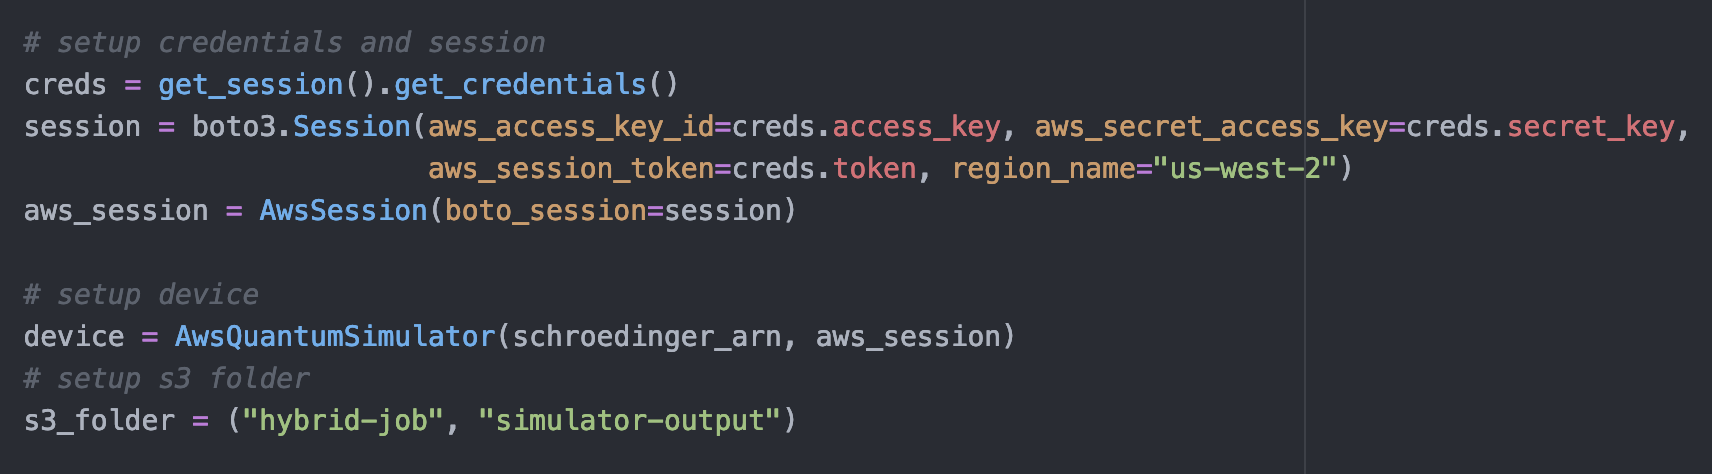 # setup credentials and session
creds = get_session().get_credentials()
session = boto3.Session(aws_access_key_id=creds.access_key, aws_secret_access_key=creds.secret_key,
                        aws_session_token=creds.token, region_name="us-west-2")
aws_session = AwsSession(boto_session=session)

# setup device
device = AwsQuantumSimulator(schroedinger_arn, aws_session)
# setup s3 folder
s3_folder = ("hybrid-job", "simulator-output")